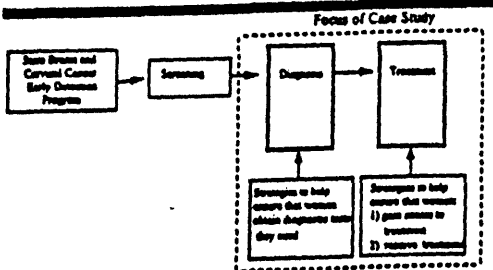 Focus of Case Study
State Breast and
Cervical Cancer
Early Detection
Program
Screening
Diagnosis
Treatment
Strategies to help
ensure that women
obtain diagnostic tests
they need
Strategies to help
ensure that women:
1) gain access to
treatment
2) receive treatment